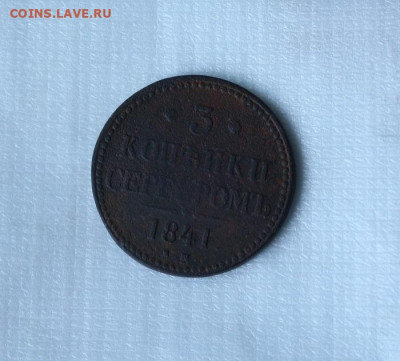 COINS.LAVE.RU
3
КОПѢЙКИ
СЕРЕБРОМЪ
1841